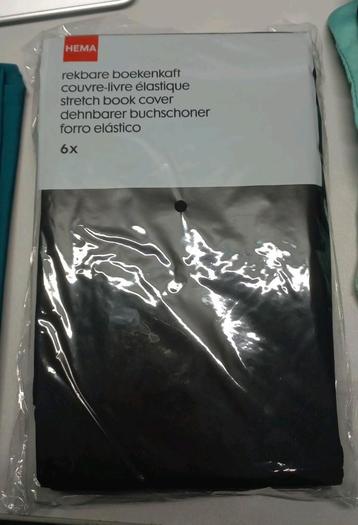 HEMA
rekbare boekenkaft
couvre-livre élastique
stretch book cover
dehnbarer buchschoner
forro elástico
6x